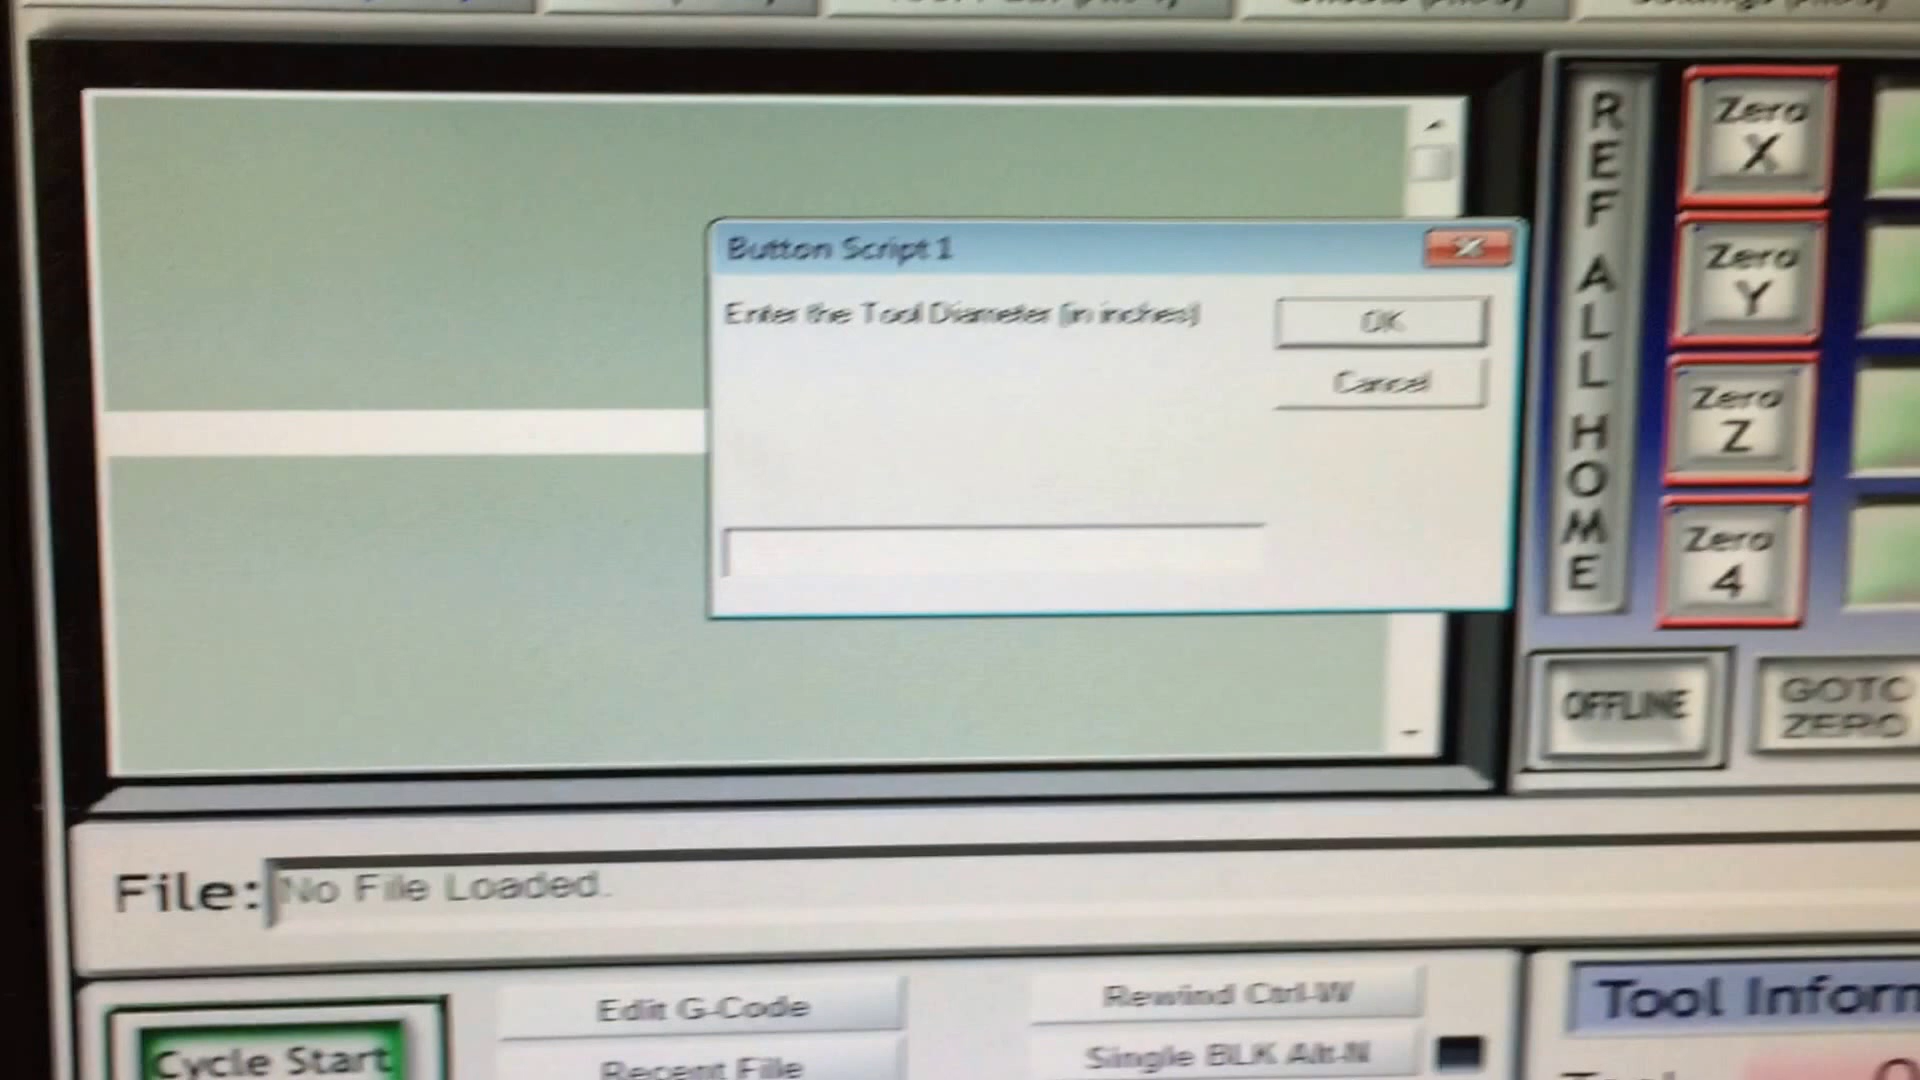 Button Script 1
Enter the Tool Diameter (in inches)
OK
Cancel
REF ALL HOME
Zero
X
Zero
Y
Zero
Z
Zero
4
OFFLINE
GOTO
ZERO
File: No File Loaded.
Cycle Start
Edit G-Code
Recent File
Rewind Ctrl-W
Single BLK Alt-N
Tool Inform